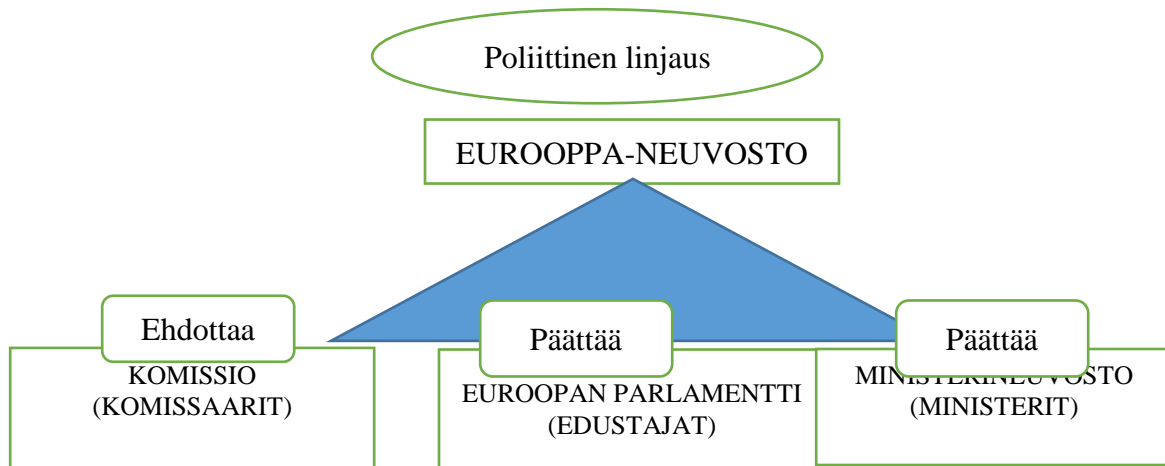 Poliittinen linjaus
EUROOPPA-NEUVOSTO
Ehdottaa
KOMISSIO
(KOMISSAARIT)
Päättää
EUROOPAN PARLAMENTTI
(EDUSTAJAT)
Päättää
MINISTERINEUVOSTO
(MINISTERIT)